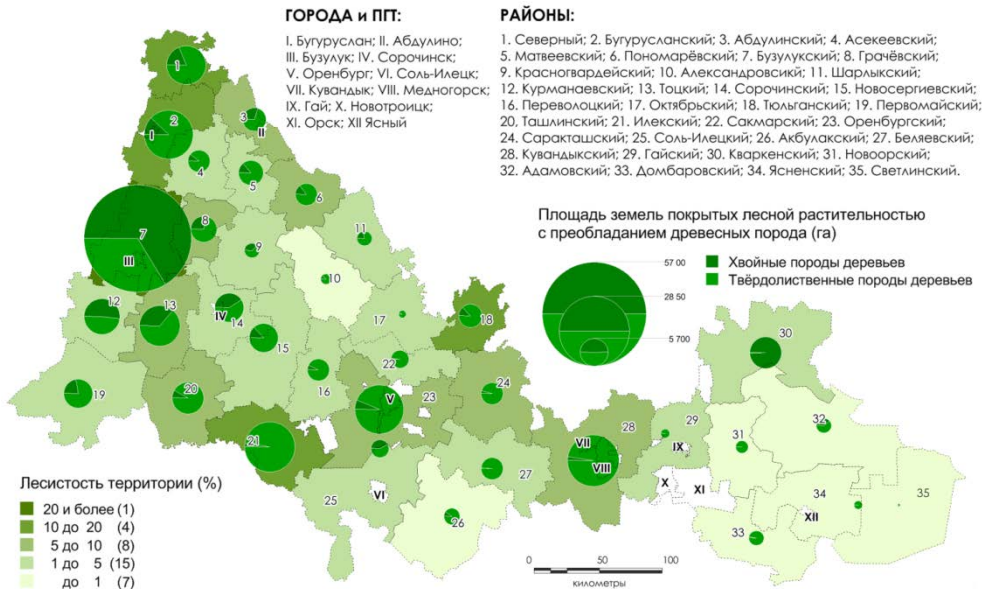 ГОРОДА и ПГТ:
I. Бугуруслан; II. Абдулино;
III. Бузулук; IV. Сорочинск;
V. Оренбург; VI. Соль-Илецк;
VII. Кувандык; VIII. Медногорск;
IX. Гай; X. Новотроицк;
XI. Орск; XII Ясный
РАЙОНЫ:
1. Северный; 2. Бугурусланский; 3. Абдулинский; 4. Асекеевский;
5. Матвеевский; 6. Пономарёвский; 7. Бузулукский; 8. Грачёвский;
9. Красногвардейский; 10. Александровсикй; 11. Шарлыкский;
12. Курманаевский; 13. Тоцкий; 14. Сорочинский; 15. Новосергиевский;
16. Переволоцкий; 17. Октябрьский; 18. Тюльганский; 19. Первомайский;
20. Ташлинский; 21. Илекский; 22. Сакмарский; 23. Оренбургский;
24. Саракташский; 25. Соль-Илецкий; 26. Акбулакский; 27. Беляевский;
28. Кувандыкский; 29. Гайский; 30. Кваркенский; 31. Новоорский;
32. Адамовский; 33. Домбаровский; 34. Ясненский; 35. Светлинский.
Площадь земель покрытых лесной растительностью
с преобладанием древесных порода (га)
57 00
28 50
5 700
Хвойные породы деревьев
Твёрдолиственные породы деревьев
1
2
I
3
II
4
5
6
7
III
8
9
10
11
12
13
IV
14
15
16
17
18
19
20
21
22
V
23
24
25
VI
26
27
VII
VIII
28
29
IX
X
XI
30
31
32
33
34
XII
35
Лесистость территории (%)
20 и более (1)
10 до 20 (4)
5 до 10 (8)
1 до 5 (15)
до 1 (7)
0 50 100
километры